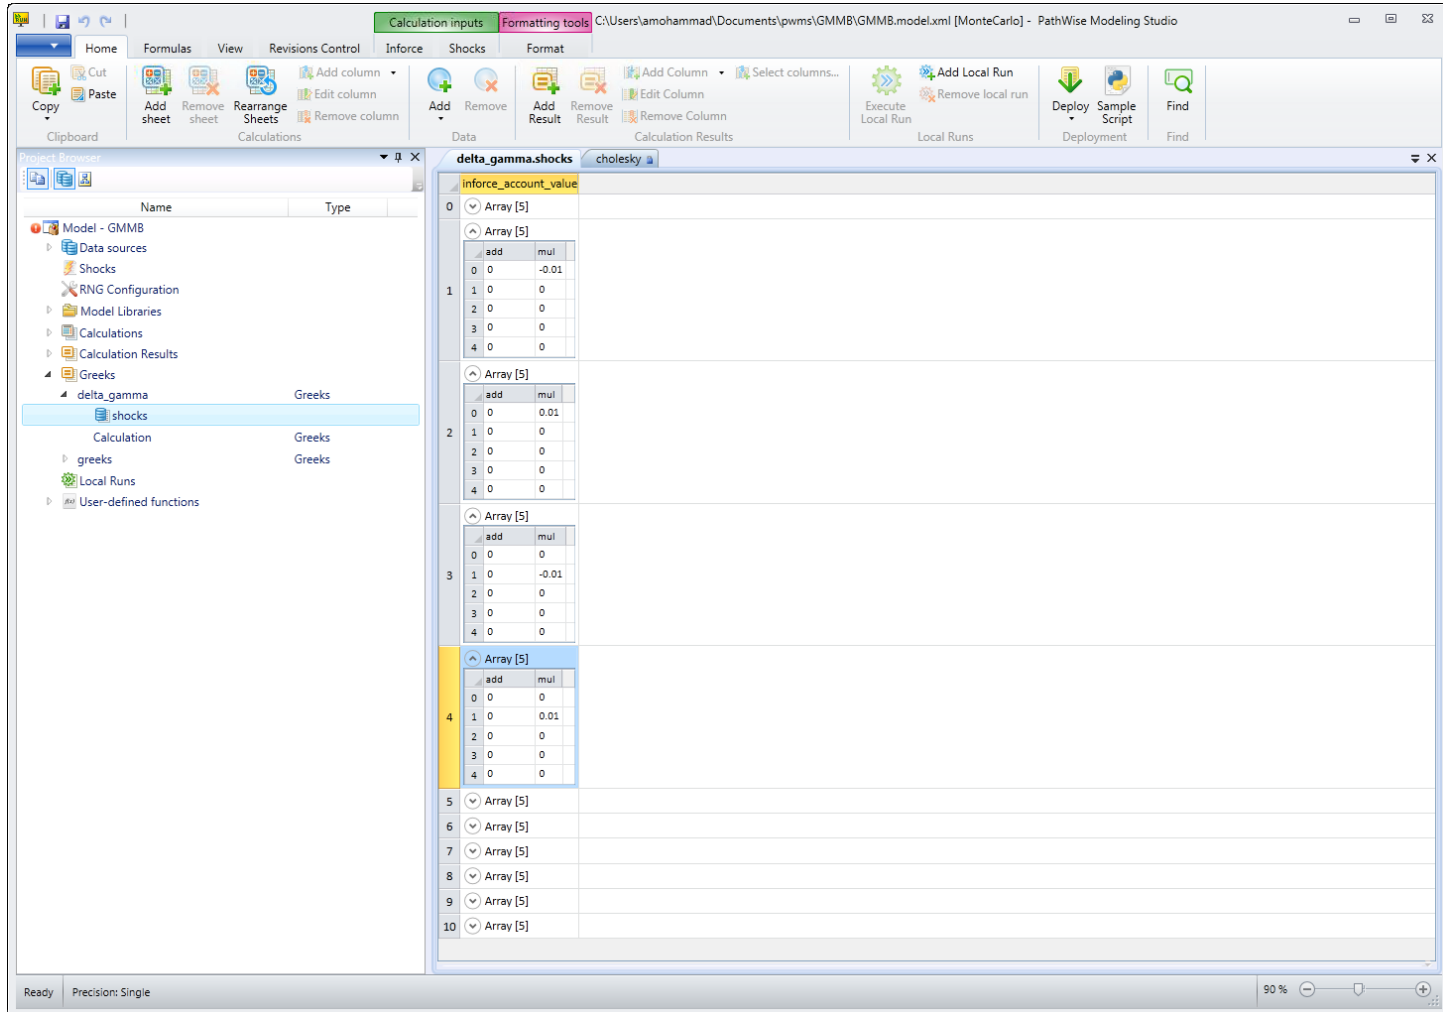 RUN
Calculation inputs Formatting tools C:\Users\amohammad\Documents\pwms\GMMB\GMMB.model.xml [MonteCarlo] - PathWise Modeling Studio
Home Formulas View Revisions Control Inforce Shocks Format
Copy Cut Paste
Add sheet Remove sheet Rearrange Sheets
Add column
Edit column
Remove column
Add Remove
Add Result Remove Result
Add Column Select columns...
Edit Column
Remove Column
Execute Local Run
Add Local Run
Remove local run
Deploy Sample Script
Find
Clipboard Calculations Data Calculation Results Local Runs Deployment Find
Project Browser
Name Type
Model - GMMB
Data sources
Shocks
RNG Configuration
Model Libraries
Calculations
Calculation Results
Greeks
delta_gamma Greeks
shocks
Calculation Greeks
greeks Greeks
Local Runs
f(x) User-defined functions
delta_gamma.shocks cholesky
inforce_account_value
0 Array [5]
1 Array [5]
add mul
0 0 -0.01
1 0 0
2 0 0
3 0 0
4 0 0
2 Array [5]
add mul
0 0 0.01
1 0 0
2 0 0
3 0 0
4 0 0
3 Array [5]
add mul
0 0 0
1 0 -0.01
2 0 0
3 0 0
4 0 0
4 Array [5]
add mul
0 0 0
1 0 0.01
2 0 0
3 0 0
4 0 0
5 Array [5]
6 Array [5]
7 Array [5]
8 Array [5]
9 Array [5]
10 Array [5]
Ready Precision: Single 90 %